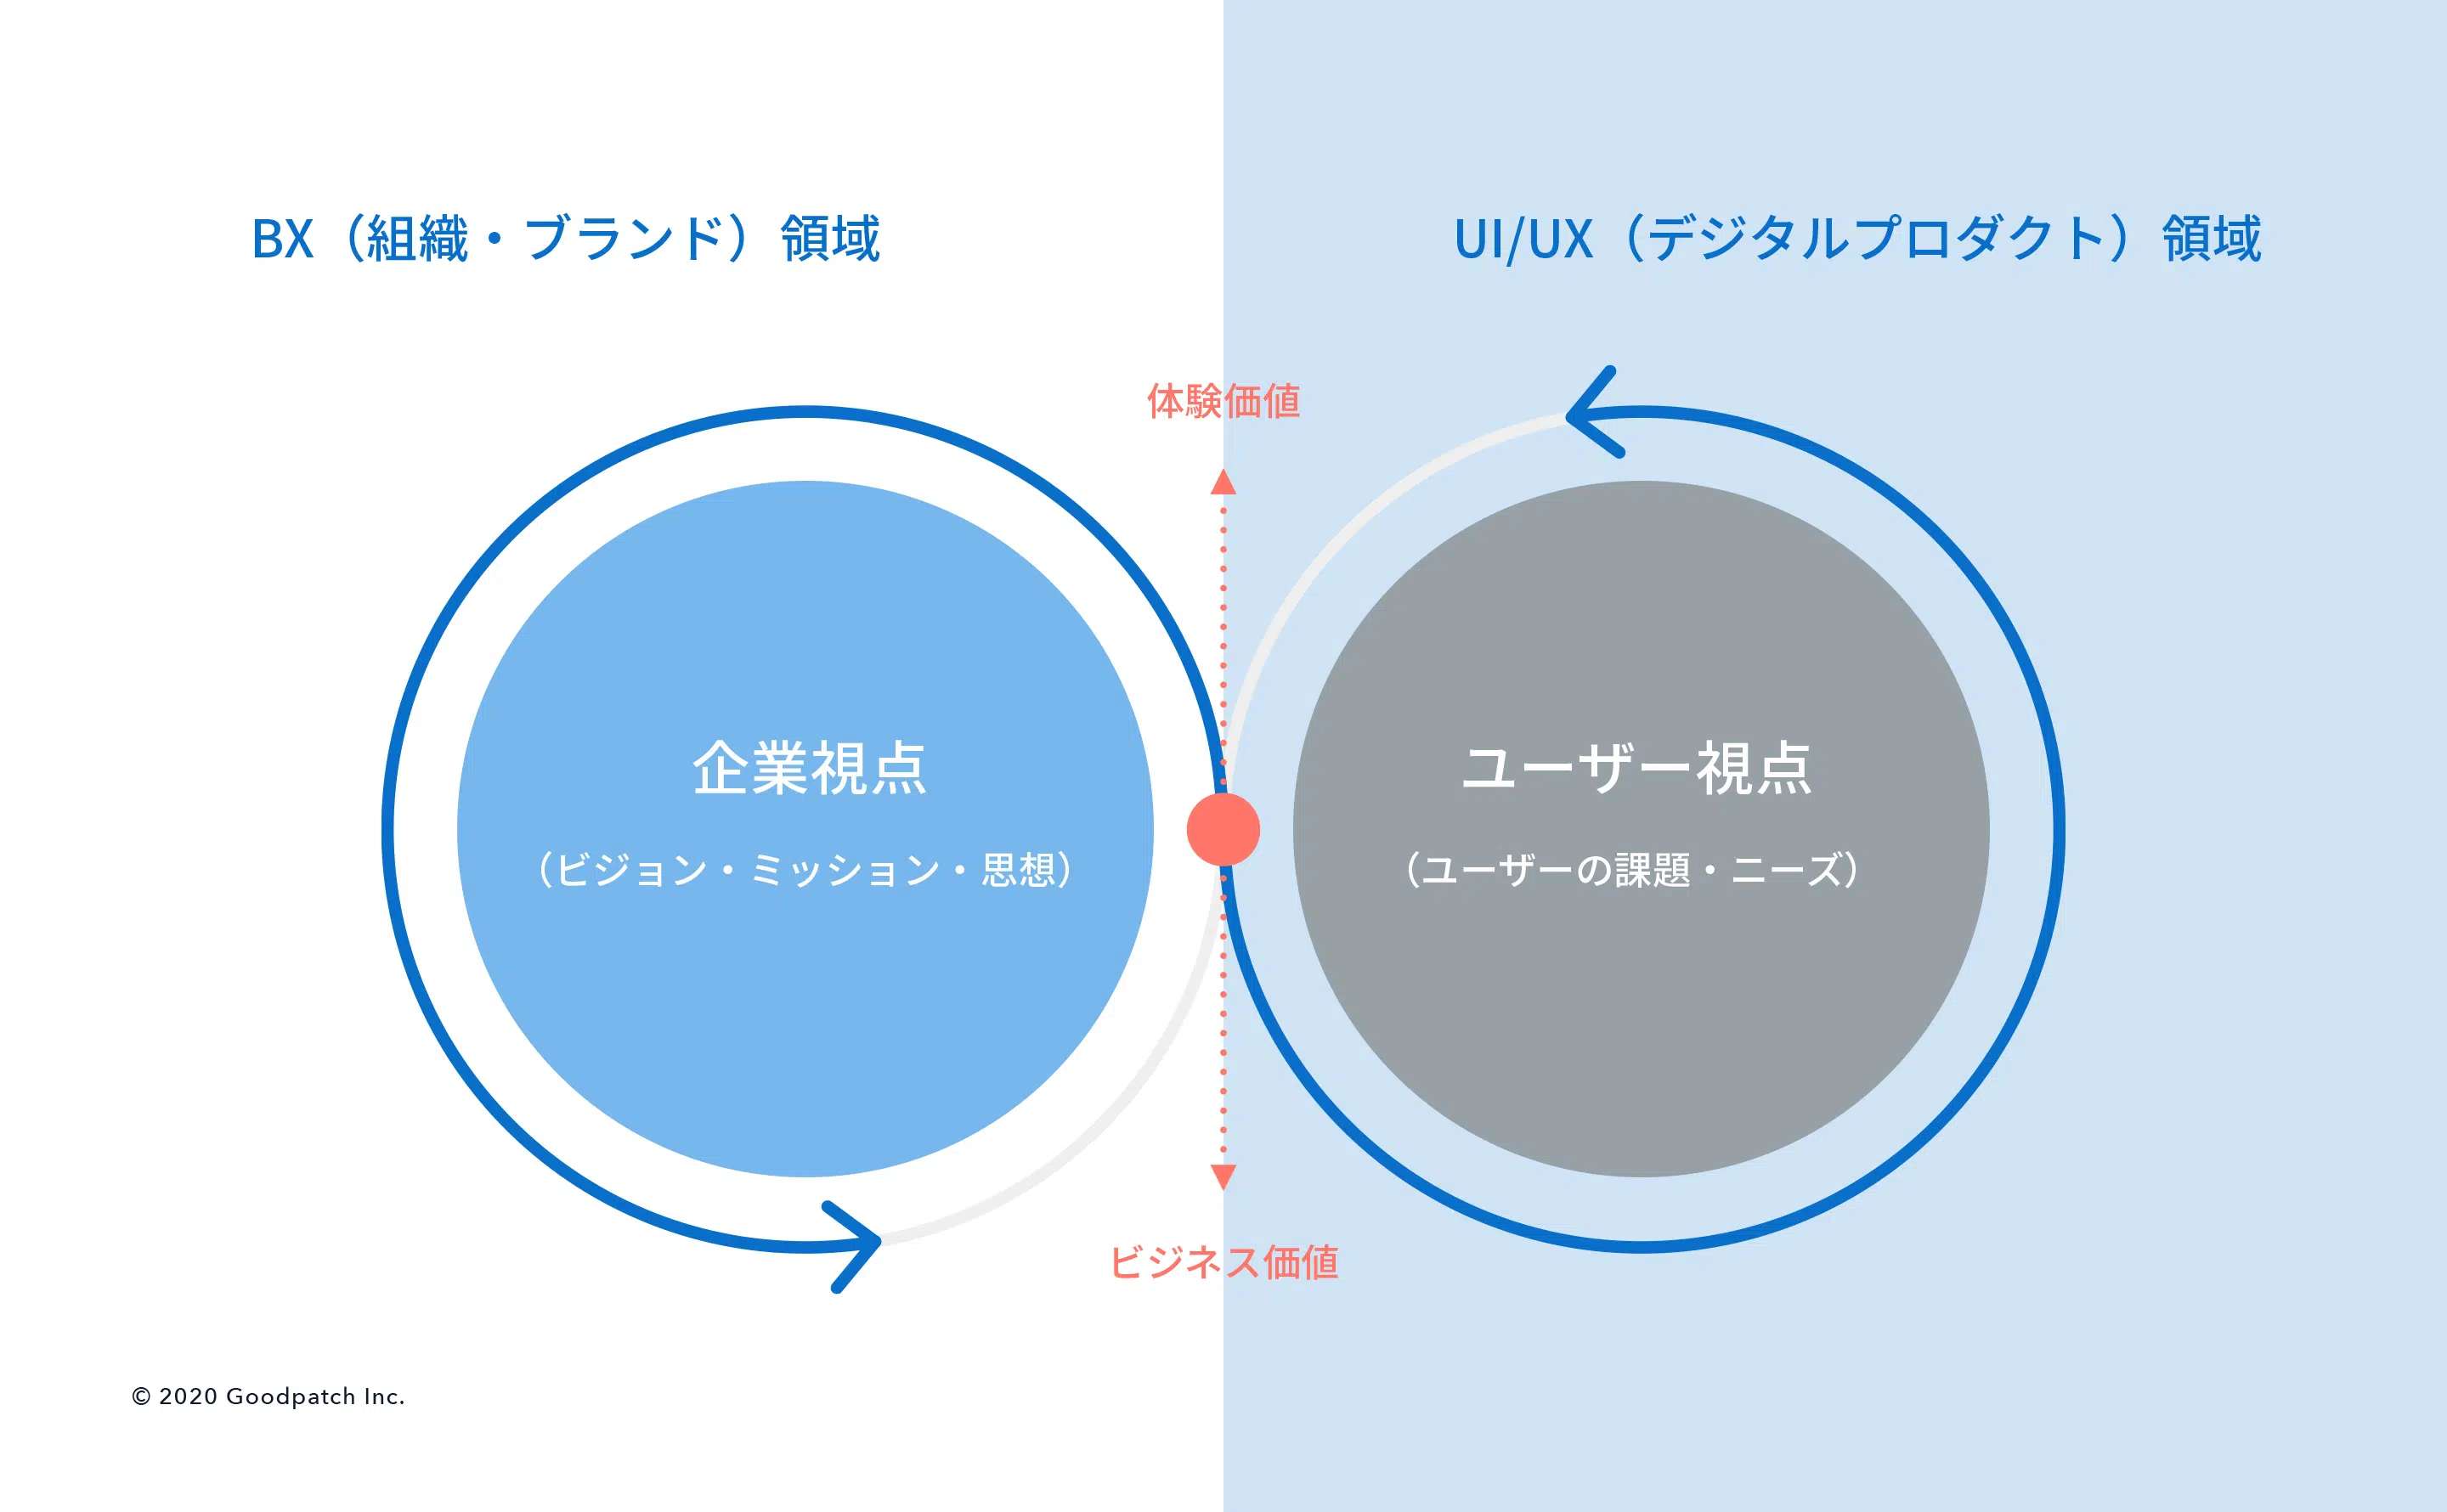 BX（組織・ブランド）領域
UI/UX（デジタルプロダクト）領域
体験価値
企業視点
（ビジョン・ミッション・思想）
ユーザー視点
（ユーザーの課題・ニーズ）
ビジネス価値
© 2020 Goodpatch Inc.